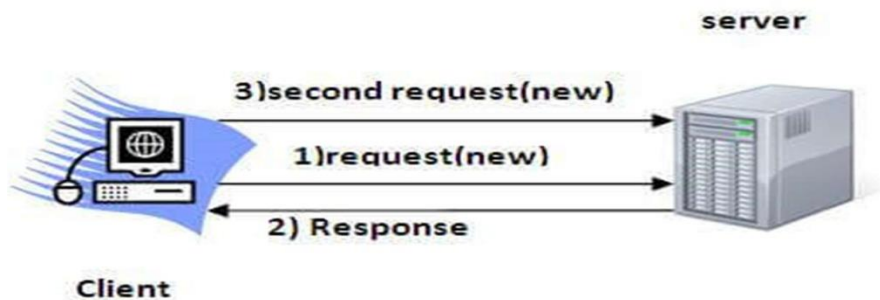 server
3)second request(new)
1)request(new)
2) Response
Client